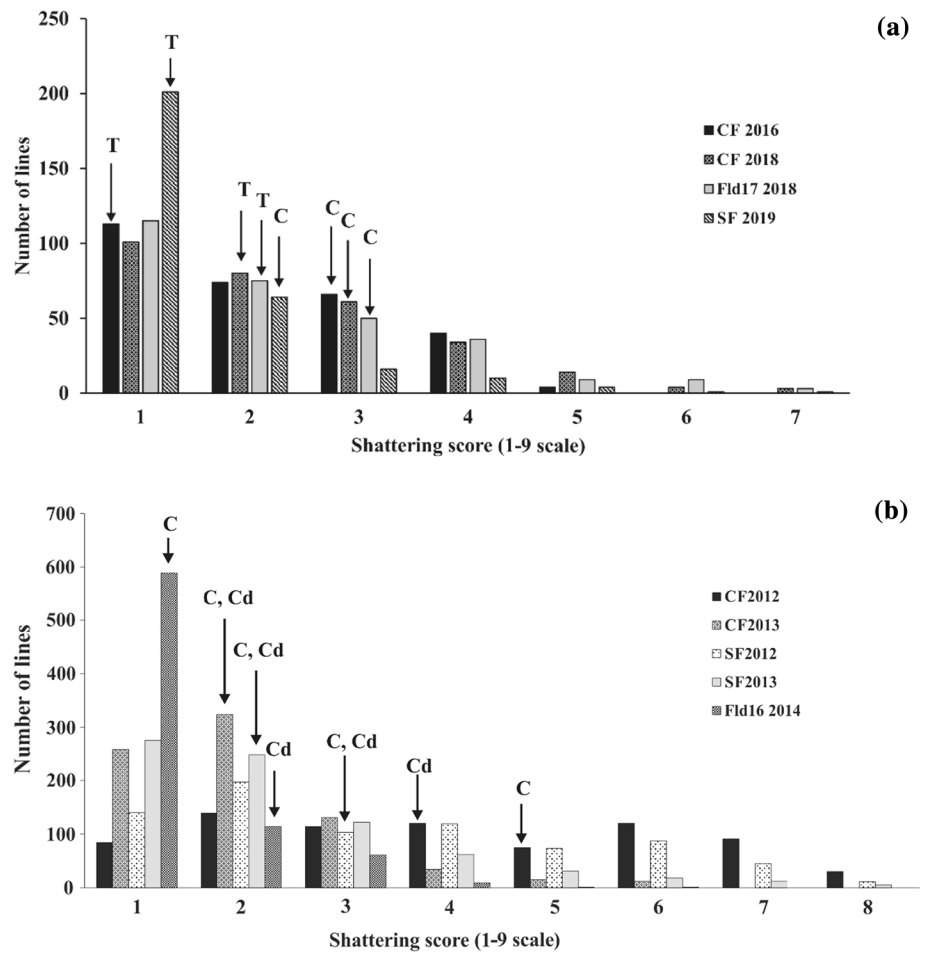 (a)
250
200
150
100
50
0
Number of lines
T
T
T
T
C
C
C
C
CF 2016
CF 2018
Fld17 2018
SF 2019
1 2 3 4 5 6 7
Shattering score (1-9 scale)
(b)
700
600
500
400
300
200
100
0
Number of lines
C
C, Cd
C, Cd
Cd
C, Cd
Cd
C
CF2012
CF2013
SF2012
SF2013
Fld16 2014
1 2 3 4 5 6 7 8
Shattering score (1-9 scale)